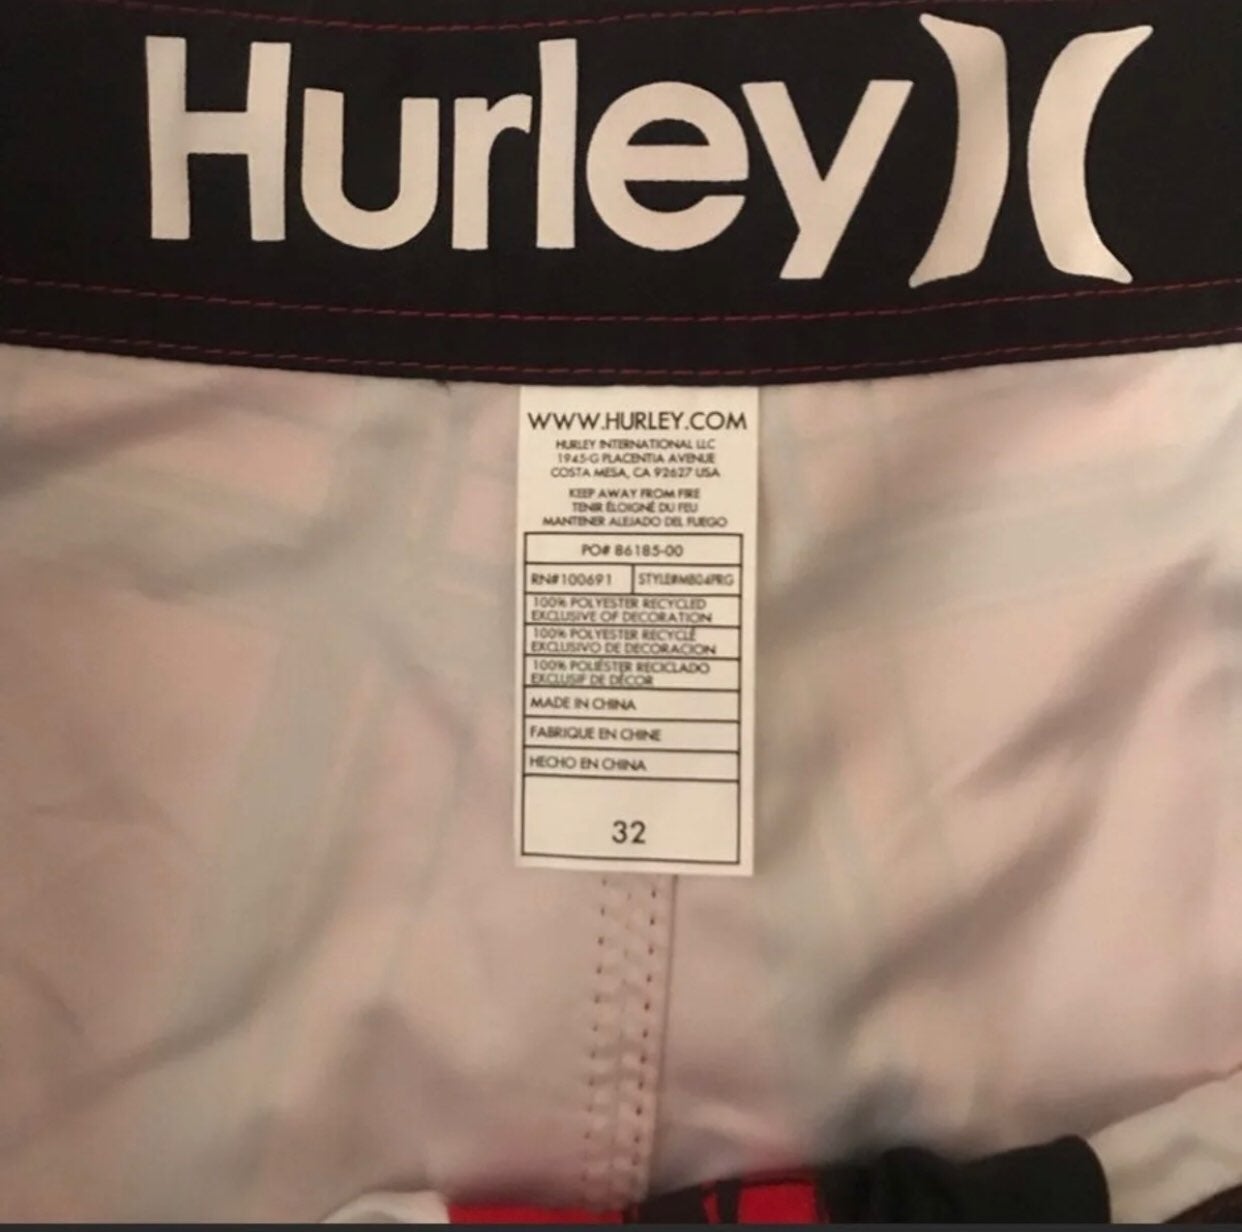 Hurley
WWW.HURLEY.COM
HURLEY INTERNATIONAL LLC
1945-G PLACENTIA AVENUE
COSTA MESA, CA 92627 USA
KEEP AWAY FROM FIRE
TENIR ÉLOIGNÉ DU FEU
MANTENER ALEJADO DEL FUEGO
PO# 86185-00
RN#100691 STYLE#MB04PRG
100% POLYESTER RECYCLED
EXCLUSIVE OF DECORATION
100% POLYESTER RECYCLÉ
EXCLUSIVO DE DECORACION
100% POLIÉSTER RECICLADO
EXCLUSIF DE DÉCOR
MADE IN CHINA
FABRIQUE EN CHINE
HECHO EN CHINA
32